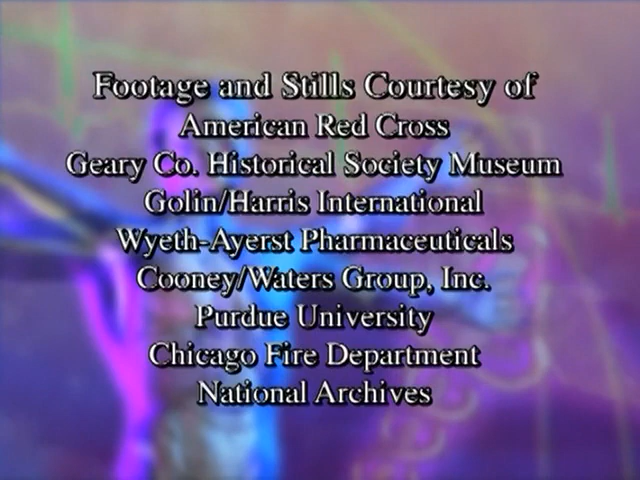 Footage and Stills Courtesy of
American Red Cross
Geary Co. Historical Society Museum
Golin/Harris International
Wyeth-Ayerst Pharmaceuticals
Cooney/Waters Group, Inc.
Purdue University
Chicago Fire Department
National Archives